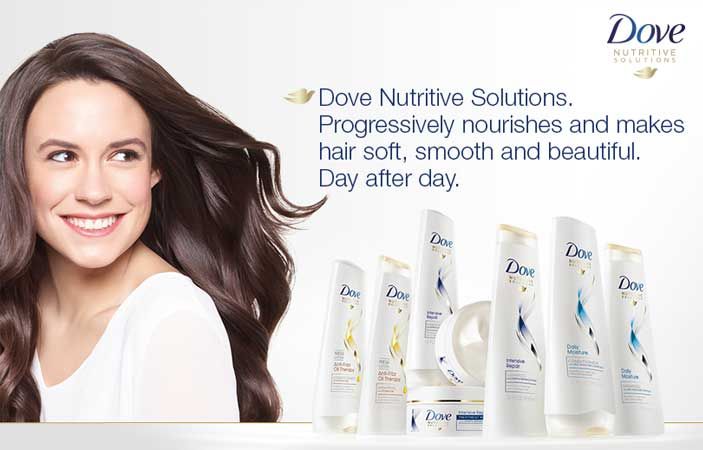 Dove
NUTRITIVE
SOLUTIONS
Dove Nutritive Solutions.
Progressively nourishes and makes
hair soft, smooth and beautiful.
Day after day.
Dove
Anti-Frizz
Oil Therapy
Dove
Anti-Frizz
Oil Therapy
Dove
Intensive
Repair
Dove
Intensive Repair
Dove
Intensive
Repair
Dove
Daily
Moisture
Dove
Daily
Moisture